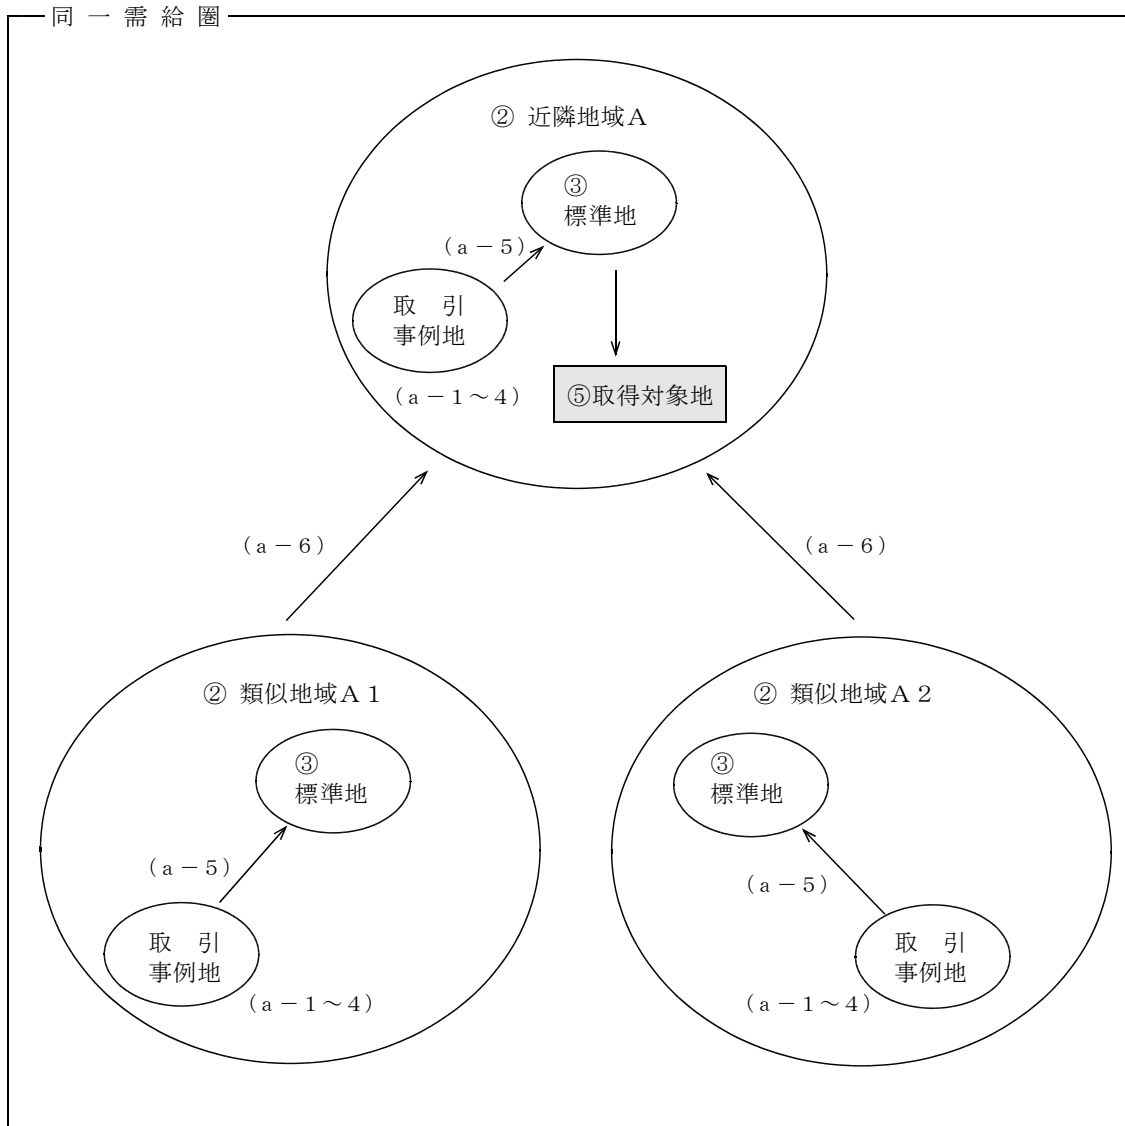 同一需給圏
② 近隣地域Ａ
③
標準地
（ａ－５）
取　引
事例地
（ａ－１～４）
⑤取得対象地
（ａ－６）
（ａ－６）
② 類似地域Ａ１
③
標準地
（ａ－５）
取　引
事例地
（ａ－１～４）
② 類似地域Ａ２
③
標準地
（ａ－５）
取　引
事例地
（ａ－１～４）